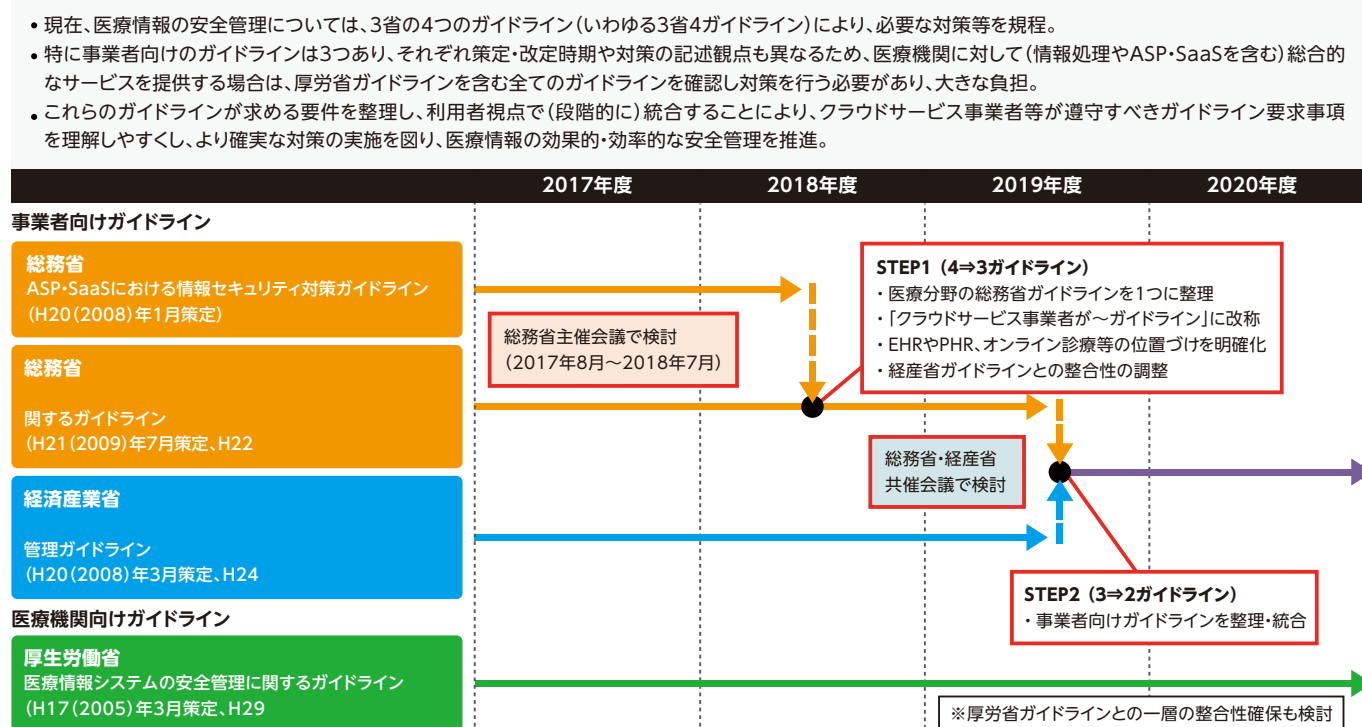 • 現在、医療情報の安全管理については、3省の4つのガイドライン(いわゆる3省4ガイドライン)により、必要な対策等を規程。
• 特に事業者向けのガイドラインは3つあり、それぞれ策定・改定時期や対策の記述観点も異なるため、医療機関に対して(情報処理やASP・SaaSを含む)総合的
なサービスを提供する場合は、厚労省ガイドラインを含む全てのガイドラインを確認し対策を行う必要があり、大きな負担。
• これらのガイドラインが求める要件を整理し、利用者視点で(段階的に)統合することにより、クラウドサービス事業者等が遵守すべきガイドライン要求事項
を理解しやすくし、より確実な対策の実施を図り、医療情報の効果的・効率的な安全管理を推進。
2017年度 2018年度 2019年度 2020年度
事業者向けガイドライン
総務省
ASP・SaaSにおける情報セキュリティ対策ガイドライン
(H20(2008)年1月策定)
総務省主催会議で検討
(2017年8月～2018年7月)
STEP1(4⇒3ガイドライン)
・医療分野の総務省ガイドラインを1つに整理
・「クラウドサービス事業者が～ガイドライン」に改称
・EHRやPHR、オンライン診療等の位置づけを明確化
・経産省ガイドラインとの整合性の調整
総務省
関するガイドライン
(H21(2009)年7月策定、H22
総務省・経産省
共催会議で検討
経済産業省
管理ガイドライン
(H20(2008)年3月策定、H24
STEP2(3⇒2ガイドライン)
・事業者向けガイドラインを整理・統合
医療機関向けガイドライン
厚生労働省
医療情報システムの安全管理に関するガイドライン
(H17(2005)年3月策定、H29
※厚労省ガイドラインとの一層の整合性確保も検討